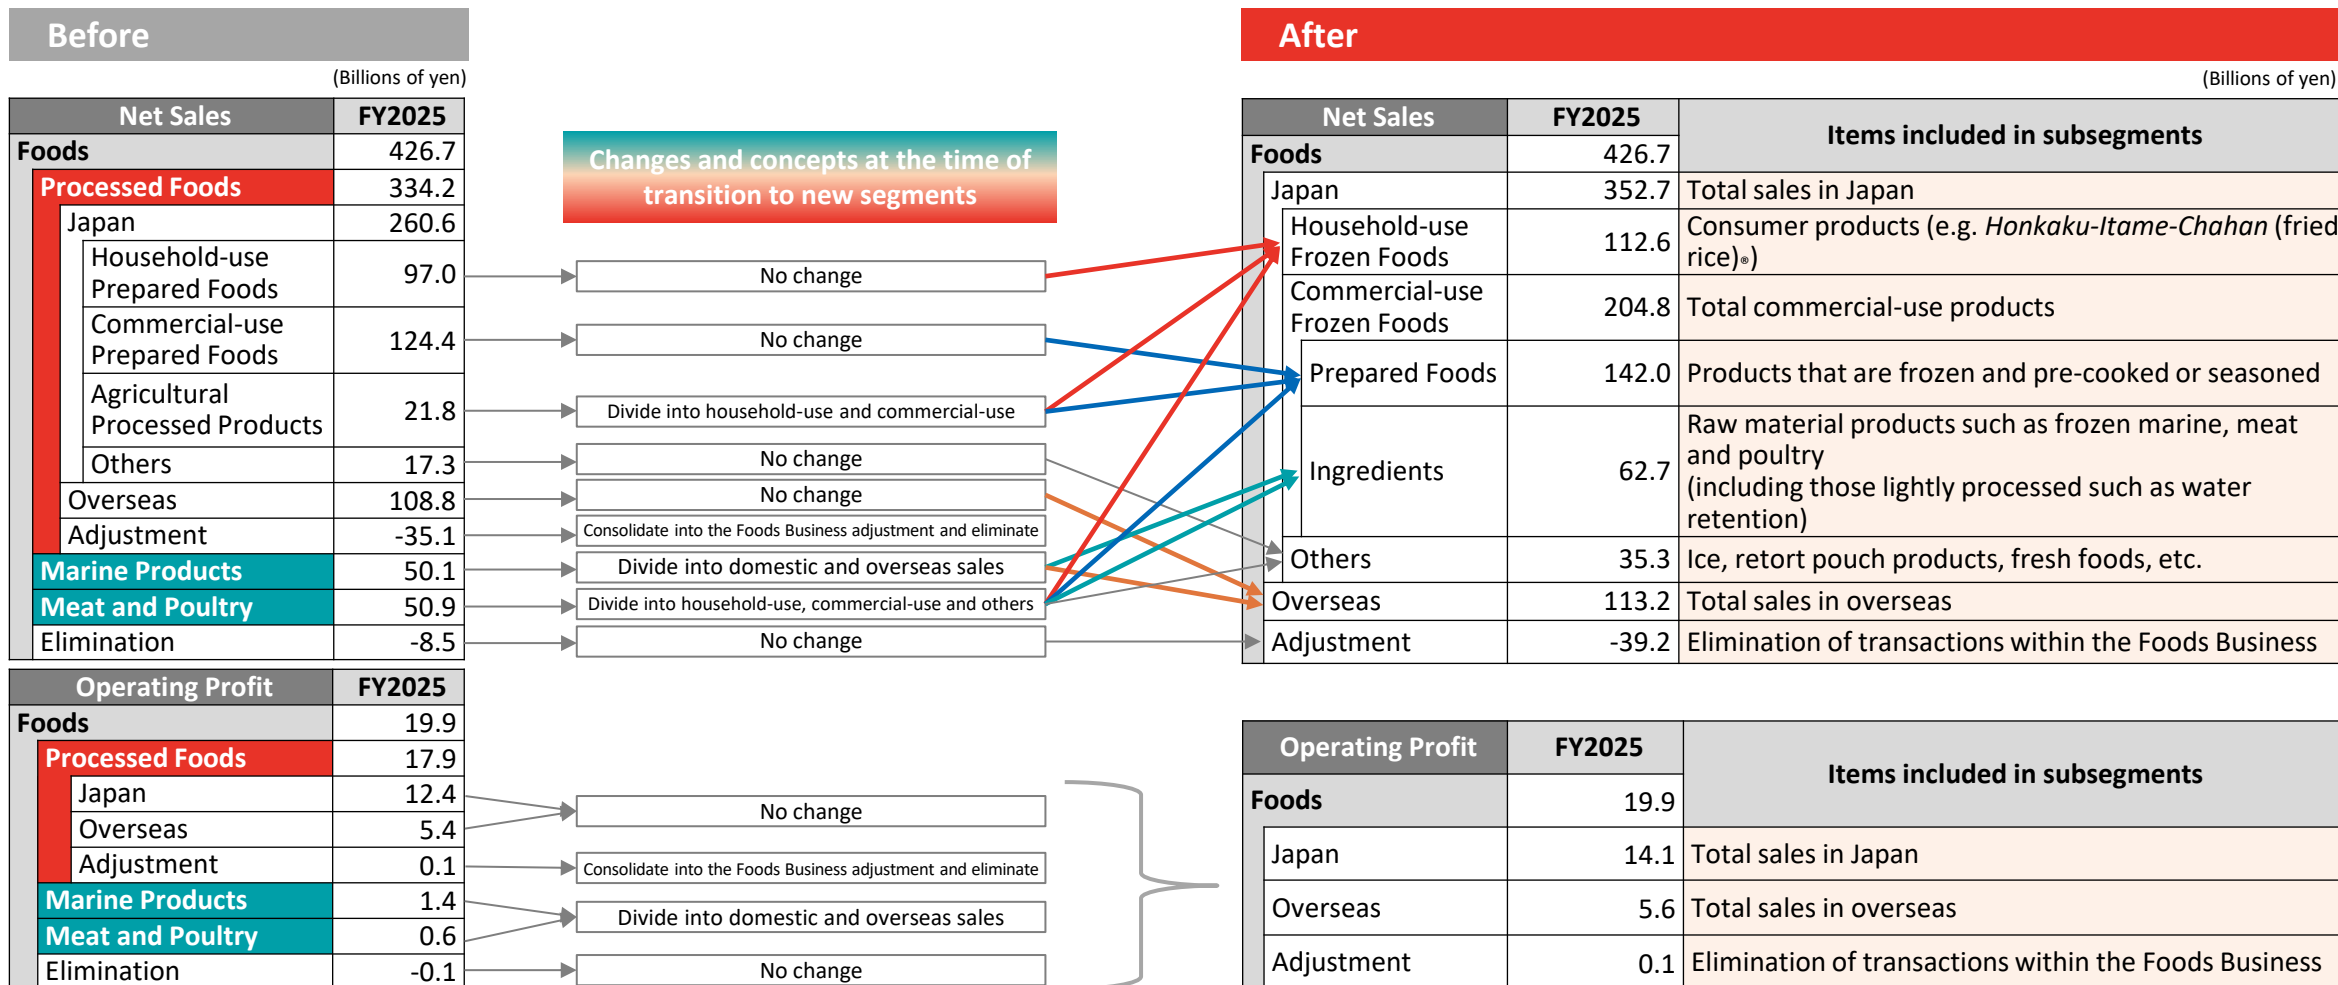 Before
(Billions of yen)
Net Sales FY2025
Foods 426.7
Processed Foods 334.2
Japan 260.6
Household-use
Prepared Foods 97.0
Commercial-use
Prepared Foods 124.4
Agricultural
Processed Products 21.8
Others 17.3
Overseas 108.8
Adjustment -35.1
Marine Products 50.1
Meat and Poultry 50.9
Elimination -8.5
Operating Profit FY2025
Foods 19.9
Processed Foods 17.9
Japan 12.4
Overseas 5.4
Adjustment 0.1
Marine Products 1.4
Meat and Poultry 0.6
Elimination -0.1
Changes and concepts at the time of
transition to new segments
No change
No change
Divide into household-use and commercial-use
No change
No change
Consolidate into the Foods Business adjustment and eliminate
Divide into domestic and overseas sales
Divide into household-use, commercial-use and others
No change
No change
Consolidate into the Foods Business adjustment and eliminate
Divide into domestic and overseas sales
No change
After
(Billions of yen)
Net Sales FY2025 Items included in subsegments
Foods 426.7
Japan 352.7 Total sales in Japan
Household-use
Frozen Foods 112.6 Consumer products (e.g. Honkaku-Itame-Chahan (fried
rice)®)
Commercial-use
Frozen Foods 204.8 Total commercial-use products
Prepared Foods 142.0 Products that are frozen and pre-cooked or seasoned
Ingredients 62.7 Raw material products such as frozen marine, meat
and poultry
(including those lightly processed such as water
retention)
Others 35.3 Ice, retort pouch products, fresh foods, etc.
Overseas 113.2 Total sales in overseas
Adjustment -39.2 Elimination of transactions within the Foods Business
Operating Profit FY2025 Items included in subsegments
Foods 19.9
Japan 14.1 Total sales in Japan
Overseas 5.6 Total sales in overseas
Adjustment 0.1 Elimination of transactions within the Foods Business